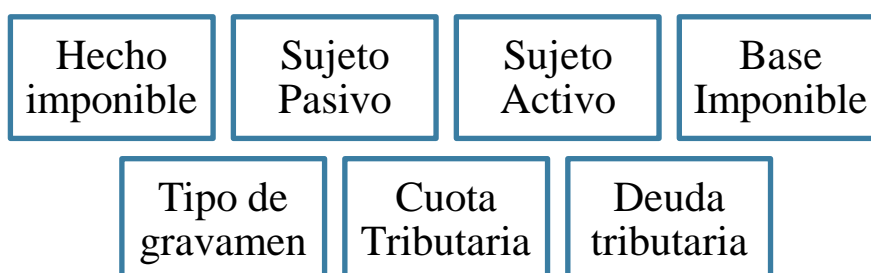 Hecho
imponible
Sujeto
Pasivo
Sujeto
Activo
Base
Imponible
Tipo de
gravamen
Cuota
Tributaria
Deuda
tributaria